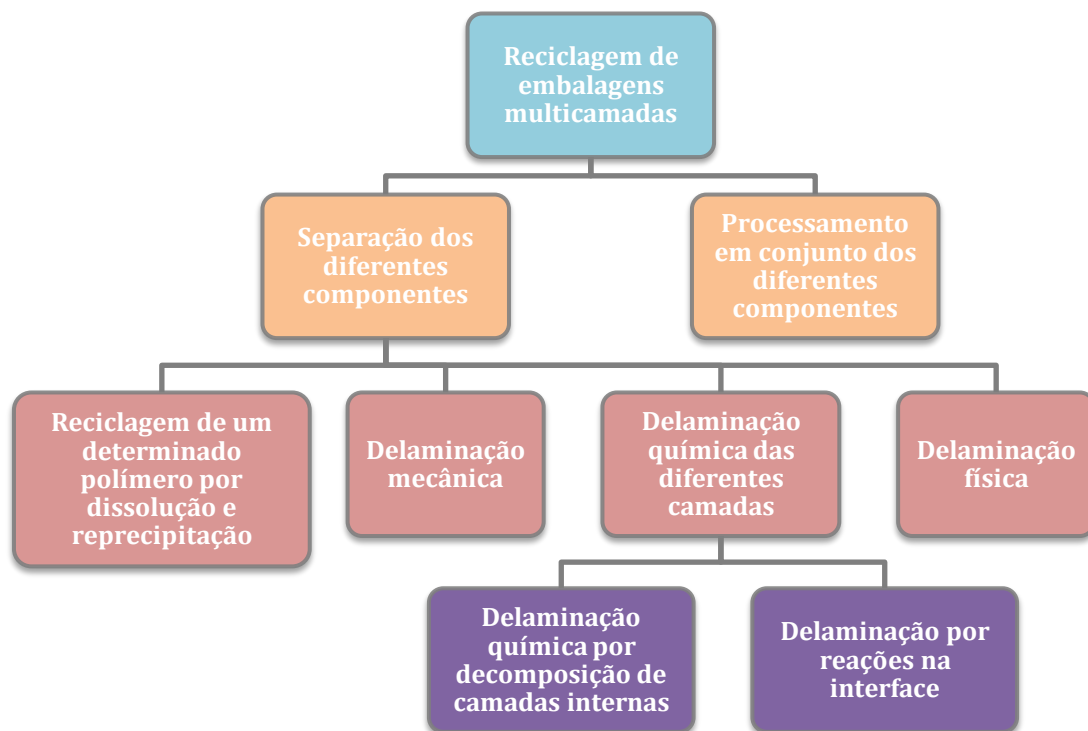 Reciclagem de
embalagens
multicamadas
Separação dos
diferentes
componentes
Processamento
em conjunto dos
diferentes
componentes
Reciclagem de um
determinado
polímero por
dissolução e
reprecipitação
Delaminação
mecânica
Delaminação
química das
diferentes
camadas
Delaminação
física
Delaminação
química por
decomposição de
camadas internas
Delaminação por
reações na
interface